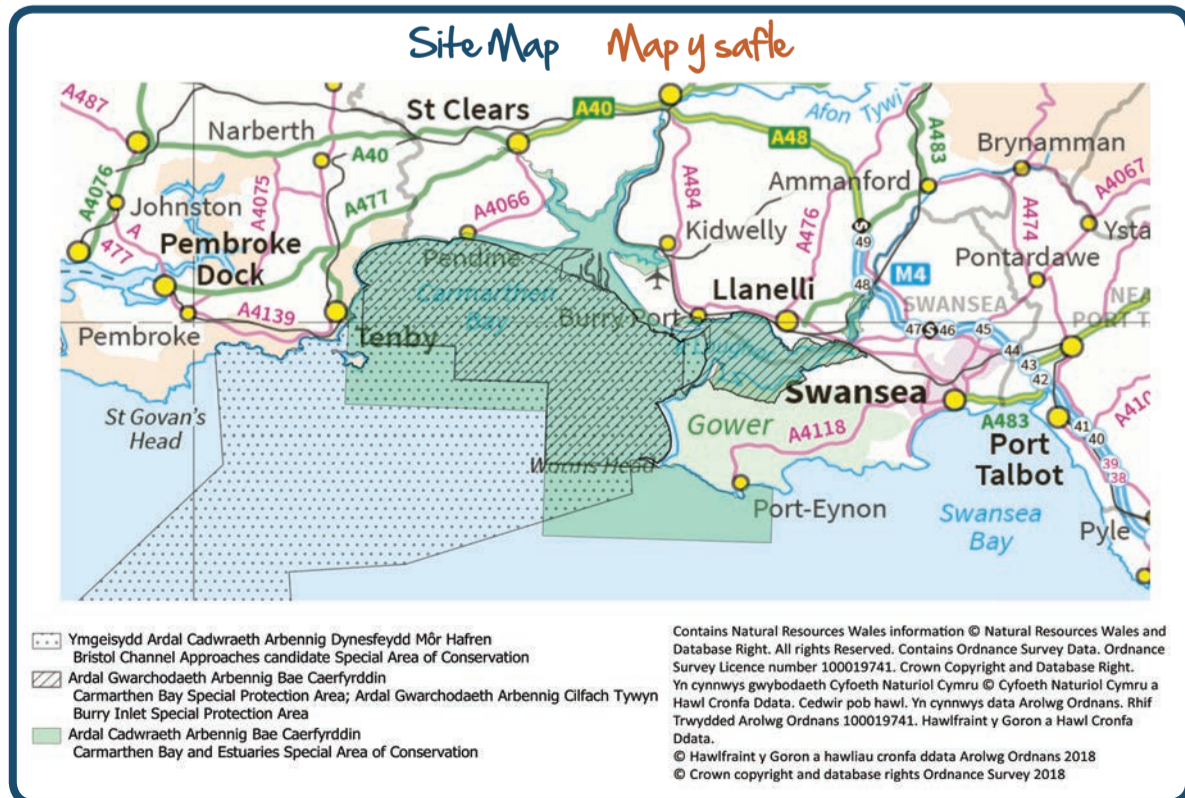 Site Map Map y safle
A487
St Clears
A40
Afon Tywi
Narberth
A40
A48
A483
Brynamman
A4076
A4075
A477
A4066
A484
A476
Ammanford
A4067
Johnston
Kidwelly
A474
Ysta
477
A
Pembroke
Dock
Pendine
49
M4
Pontardawe
Carmarthen
Bay
Llanelli
48
SWANSEA
NEA
PORT T
A4139
Burry Port
Pembroke
Tenby
47
S
46
45
44
43
42
St Govan's
Head
Swansea
Gower
A4118
A483
Port
Talbot
41
40
39
38
Worms Head
Port-Eynon
Swansea
Bay
Pyle
Ymgeisydd Ardal Cadwraeth Arbennig Dynesfeydd Môr Hafren
Bristol Channel Approaches candidate Special Area of Conservation
Ardal Gwarchodaeth Arbennig Bae Caerfyrddin
Carmarthen Bay Special Protection Area; Ardal Gwarchodaeth Arbennig Cilfach Tywyn
Burry Inlet Special Protection Area
Ardal Cadwraeth Arbennig Bae Caerfyrddin
Carmarthen Bay and Estuaries Special Area of Conservation
Contains Natural Resources Wales information © Natural Resources Wales and
Database Right. All rights Reserved. Contains Ordnance Survey Data. Ordnance
Survey Licence number 100019741. Crown Copyright and Database Right.
Yn cynnwys gwybodaeth Cyfoeth Naturiol Cymru © Cyfoeth Naturiol Cymru a
Hawl Cronfa Ddata. Cedwir pob hawl. Yn cynnwys data Arolwg Ordnans. Rhif
Trwydded Arolwg Ordnans 100019741. Hawlfraint y Goron a Hawl Cronfa
Ddata.
© Hawlfraint y Goron a hawliau cronfa ddata Arolwg Ordnans 2018
© Crown copyright and database rights Ordnance Survey 2018